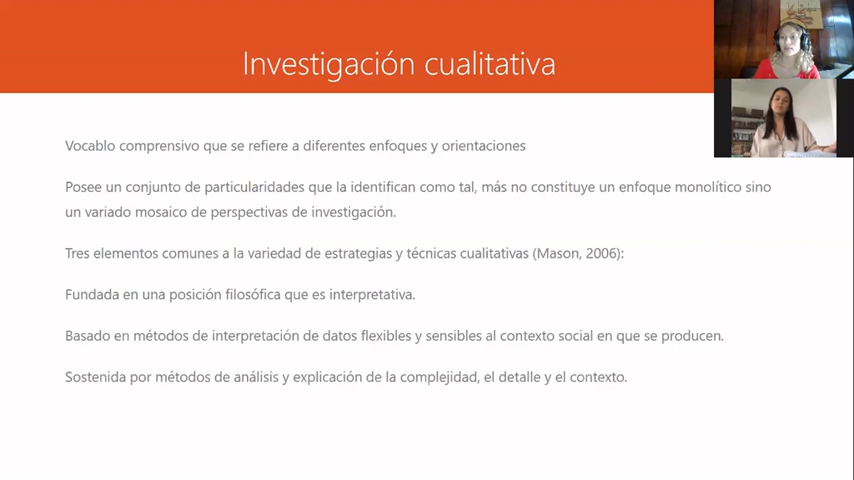 Investigación cualitativa
Vocablo comprensivo que se refiere a diferentes enfoques y orientaciones
Posee un conjunto de particularidades que la identifican como tal, más no constituye un enfoque monolítico sino
un variado mosaico de perspectivas de investigación.
Tres elementos comunes a la variedad de estrategias y técnicas cualitativas (Mason, 2006):
Fundada en una posición filosófica que es interpretativa.
Basado en métodos de interpretación de datos flexibles y sensibles al contexto social en que se producen.
Sostenida por métodos de análisis y explicación de la complejidad, el detalle y el contexto.